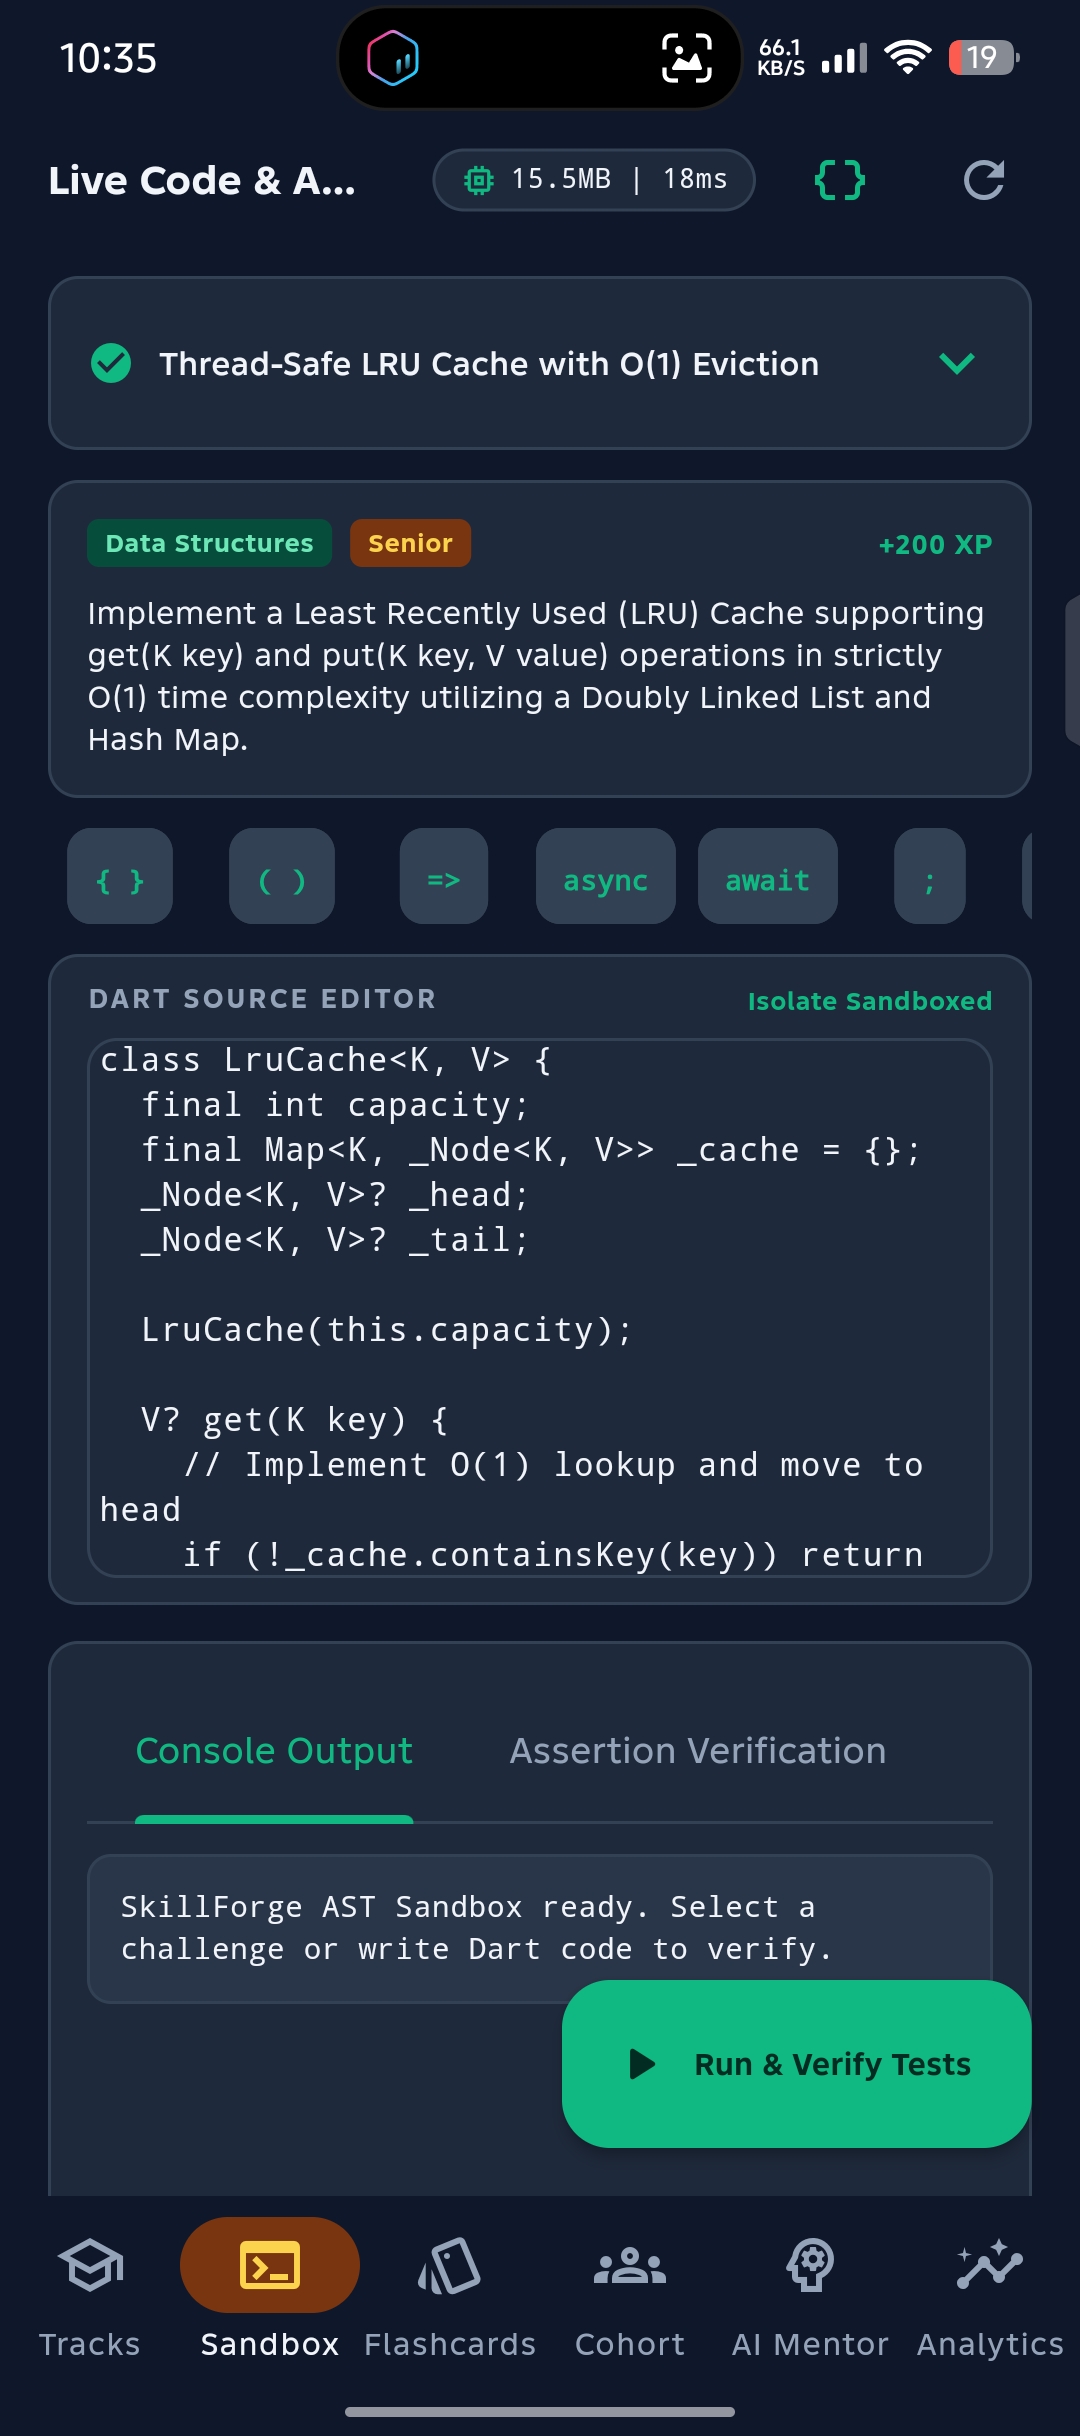 10:35
66.1
KB/S
19
Live Code & A...
15.5MB | 18ms
{}
Thread-Safe LRU Cache with O(1) Eviction
Data Structures
Senior
+200 XP
Implement a Least Recently Used (LRU) Cache supporting
get(K key) and put(K key, V value) operations in strictly
O(1) time complexity utilizing a Doubly Linked List and
Hash Map.
{ }
( )
=>
async
await
;
DART SOURCE EDITOR
Isolate Sandboxed
class LruCache<K, V> {
  final int capacity;
  final Map<K, _Node<K, V>> _cache = {};
  _Node<K, V>? _head;
  _Node<K, V>? _tail;
  LruCache(this.capacity);
  V? get(K key) {
    // Implement O(1) lookup and move to
head
    if (!_cache.containsKey(key)) return
Console Output
Assertion Verification
SkillForge AST Sandbox ready. Select a
challenge or write Dart code to verify.
Run & Verify Tests
Tracks
Sandbox
Flashcards
Cohort
AI Mentor
Analytics